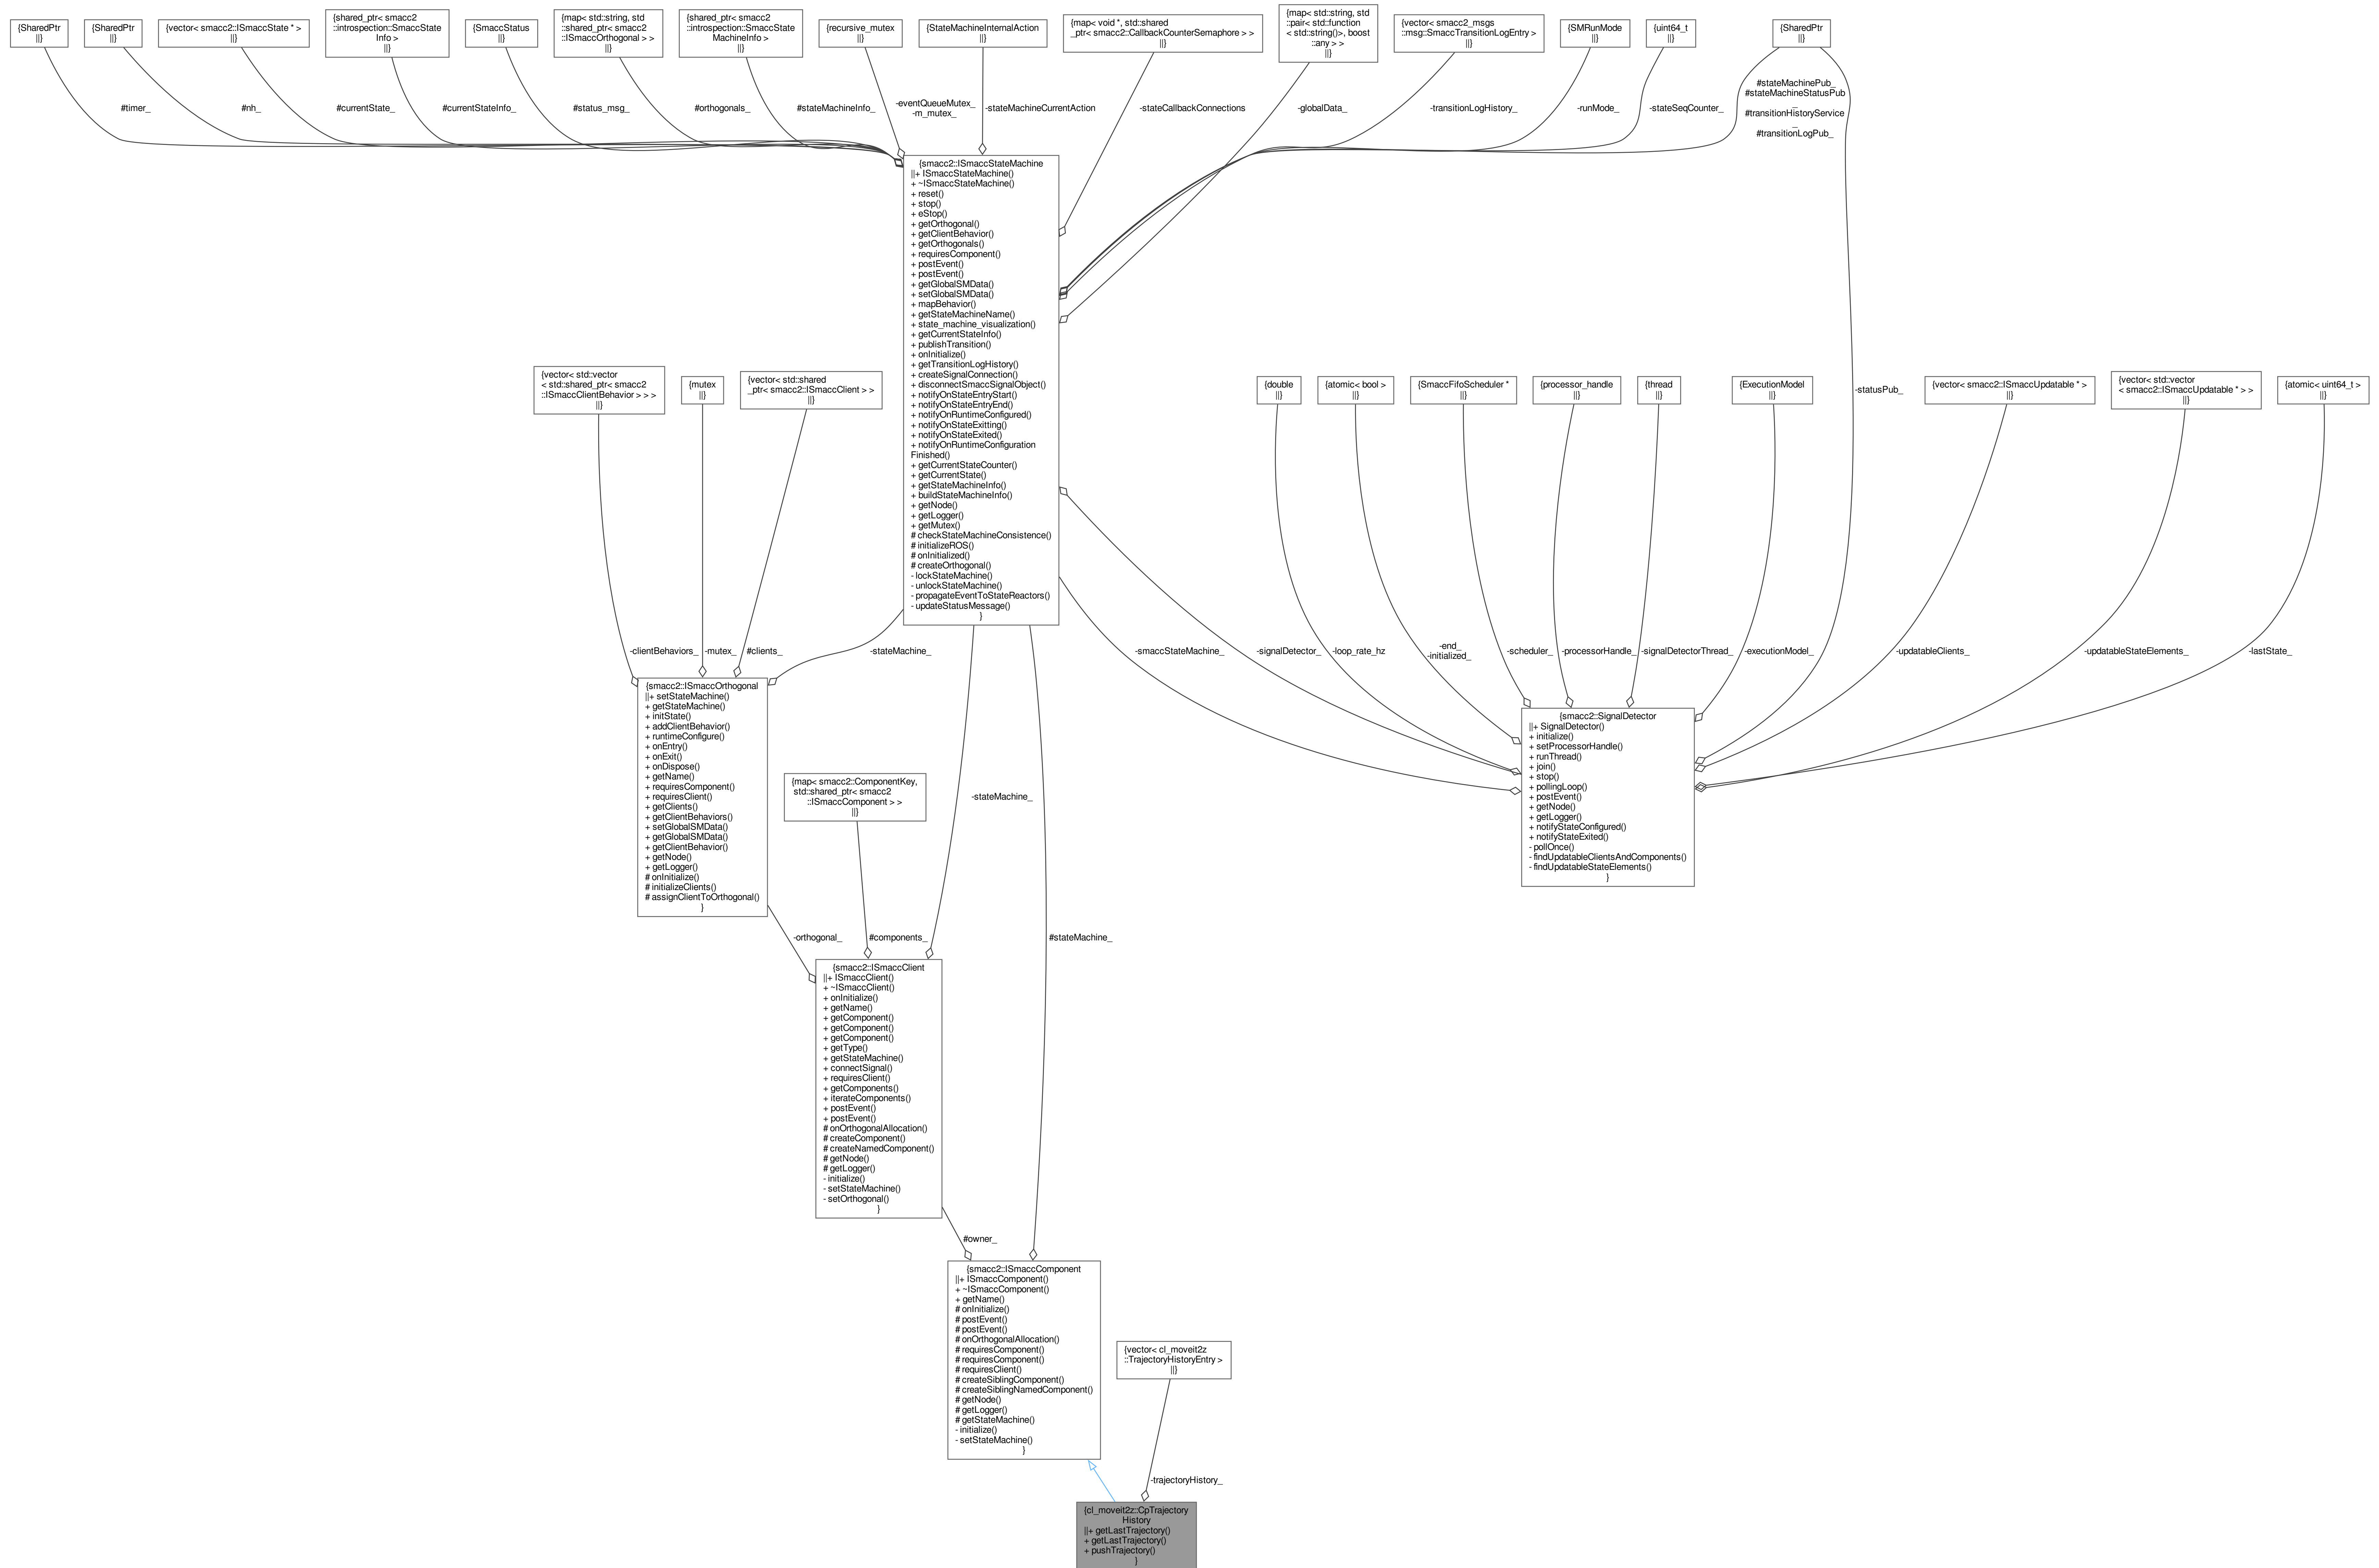 {SharedPtr
||}
{SharedPtr
||}
{vector< smacc2::ISmaccState * >
||}
{shared_ptr< smacc2
::introspection::SmaccState
Info >
||}
{SmaccStatus
||}
{map< std::string, std
::shared_ptr< smacc2
::ISmaccOrthogonal > >
||}
{shared_ptr< smacc2
::introspection::SmaccState
MachineInfo >
||}
{recursive_mutex
||}
{StateMachineInternalAction
||}
{map< void *, std::shared
_ptr< smacc2::CallbackCounterSemaphore > >
||}
{map< std::string, std
::pair< std::function
< std::string()>, boost
::any > >
||}
{vector< smacc2_msgs
::msg::SmaccTransitionLogEntry >
||}
{SMRunMode
||}
{uint64_t
||}
{SharedPtr
||}
#timer_
#nh_
#currentState_
#currentStateInfo_
#status_msg_
#orthogonals_
#stateMachineInfo_
-eventQueueMutex_
-m_mutex_
-stateMachineCurrentAction
-stateCallbackConnections
-globalData_
-transitionLogHistory_
-runMode_
-stateSeqCounter_
#stateMachinePub_
#stateMachineStatusPub
_
#transitionHistoryService
_
#transitionLogPub_
{smacc2::ISmaccStateMachine
||+ ISmaccStateMachine()
+ ~ISmaccStateMachine()
+ reset()
+ stop()
+ eStop()
+ getOrthogonal()
+ getClientBehavior()
+ getOrthogonals()
+ requiresComponent()
+ postEvent()
+ postEvent()
+ getGlobalSMData()
+ setGlobalSMData()
+ mapBehavior()
+ getStateMachineName()
+ state_machine_visualization()
+ getCurrentStateInfo()
+ publishTransition()
+ onInitialize()
+ getTransitionLogHistory()
+ createSignalConnection()
+ disconnectSmaccSignalObject()
+ notifyOnStateEntryStart()
+ notifyOnStateEntryEnd()
+ notifyOnRuntimeConfigured()
+ notifyOnStateExitting()
+ notifyOnStateExited()
+ notifyOnRuntimeConfiguration
Finished()
+ getCurrentStateCounter()
+ getCurrentState()
+ getStateMachineInfo()
+ buildStateMachineInfo()
+ getNode()
+ getLogger()
+ getMutex()
# checkStateMachineConsistence()
# initializeROS()
# onInitialized()
# createOrthogonal()
- lockStateMachine()
- unlockStateMachine()
- propagateEventToStateReactors()
- updateStatusMessage()
}
{vector< std::vector
< std::shared_ptr< smacc2
::ISmaccClientBehavior > > >
||}
{mutex
||}
{vector< std::shared
_ptr< smacc2::ISmaccClient > >
||}
{double
||}
{atomic< bool >
||}
{SmaccFifoScheduler *
||}
{processor_handle
||}
{thread
||}
{ExecutionModel
||}
-statusPub_
{vector< smacc2::ISmaccUpdatable * >
||}
{vector< std::vector
< smacc2::ISmaccUpdatable * > >
||}
{atomic< uint64_t >
||}
-clientBehaviors_
-mutex_
#clients_
-stateMachine_
-smaccStateMachine_
-signalDetector_
-loop_rate_hz
-end_
-initialized_
-scheduler_
-processorHandle_
-signalDetectorThread_
-executionModel_
-updatableClients_
-updatableStateElements_
-lastState_
{smacc2::ISmaccOrthogonal
||+ setStateMachine()
+ getStateMachine()
+ initState()
+ addClientBehavior()
+ runtimeConfigure()
+ onEntry()
+ onExit()
+ onDispose()
+ getName()
+ requiresComponent()
+ requiresClient()
+ getClients()
+ getClientBehaviors()
+ setGlobalSMData()
+ getGlobalSMData()
+ getClientBehavior()
+ getNode()
+ getLogger()
# onInitialize()
# initializeClients()
# assignClientToOrthogonal()
}
{smacc2::SignalDetector
||+ SignalDetector()
+ initialize()
+ setProcessorHandle()
+ runThread()
+ join()
+ stop()
+ pollingLoop()
+ postEvent()
+ getNode()
+ getLogger()
+ notifyStateConfigured()
+ notifyStateExited()
- pollOnce()
- findUpdatableClientsAndComponents()
- findUpdatableStateElements()
}
{map< smacc2::ComponentKey,
std::shared_ptr< smacc2
::ISmaccComponent > >
||}
-stateMachine_
-orthogonal_
#components_
#stateMachine_
{smacc2::ISmaccClient
||+ ISmaccClient()
+ ~ISmaccClient()
+ onInitialize()
+ getName()
+ getComponent()
+ getComponent()
+ getComponent()
+ getType()
+ getStateMachine()
+ connectSignal()
+ requiresClient()
+ getComponents()
+ iterateComponents()
+ postEvent()
+ postEvent()
# onOrthogonalAllocation()
# createComponent()
# createNamedComponent()
# getNode()
# getLogger()
- initialize()
- setStateMachine()
- setOrthogonal()
}
#owner_
{smacc2::ISmaccComponent
||+ ISmaccComponent()
+ ~ISmaccComponent()
+ getName()
# onInitialize()
# postEvent()
# postEvent()
# onOrthogonalAllocation()
# requiresComponent()
# requiresComponent()
# requiresClient()
# createSiblingComponent()
# createSiblingNamedComponent()
# getNode()
# getLogger()
# getStateMachine()
- initialize()
- setStateMachine()
}
{vector< cl_moveit2z
::TrajectoryHistoryEntry >
||}
-trajectoryHistory_
{cl_moveit2z::CpTrajectory
History
||+ getLastTrajectory()
+ getLastTrajectory()
+ pushTrajectory()
}